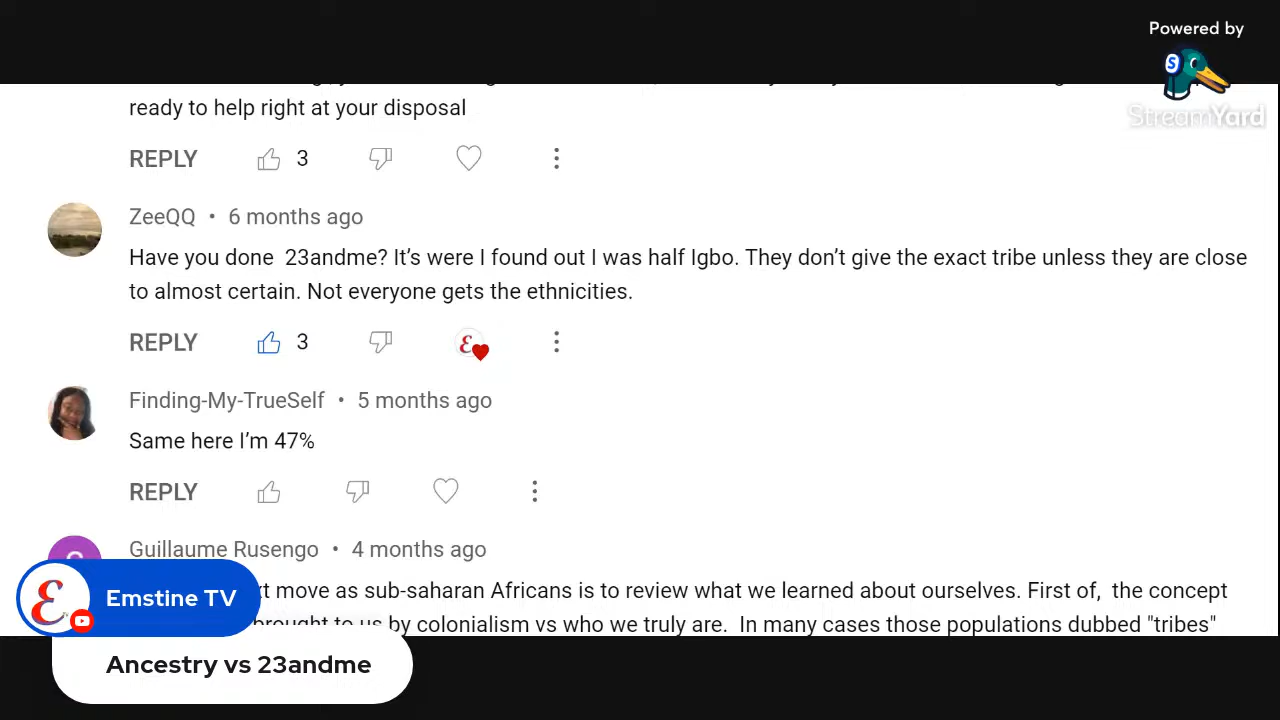 Powered by
StreamYard
ready to help right at your disposal
REPLY 3
ZeeQQ • 6 months ago
Have you done 23andme? It’s were I found out I was half Igbo. They don’t give the exact tribe unless they are close
to almost certain. Not everyone gets the ethnicities.
REPLY 3
Finding-My-TrueSelf • 5 months ago
Same here I’m 47%
REPLY
Guillaume Rusengo • 4 months ago
move as sub-saharan Africans is to review what we learned about ourselves. First of, the concept
brought to us by colonialism vs who we truly are. In many cases those populations dubbed "tribes"
Emstine TV
Ancestry vs 23andme